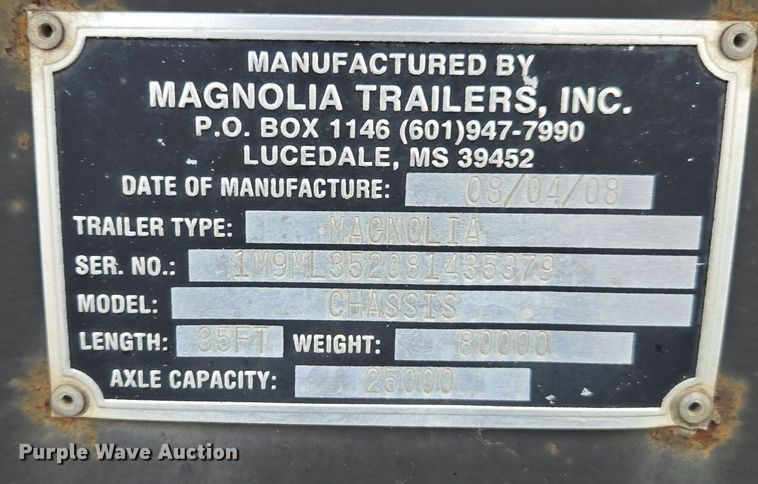 MANUFACTURED BY
MAGNOLIA TRAILERS, INC.
P.O. BOX 1146 (601)947-7990
LUCEDALE, MS 39452
DATE OF MANUFACTURE: 08/04/08
TRAILER TYPE: MAGNOLIA
SER. NO.: 1M9ML352081435379
MODEL: CHASSIS
LENGTH: 35FT WEIGHT: 80000
AXLE CAPACITY: 25000
Purple Wave Auction